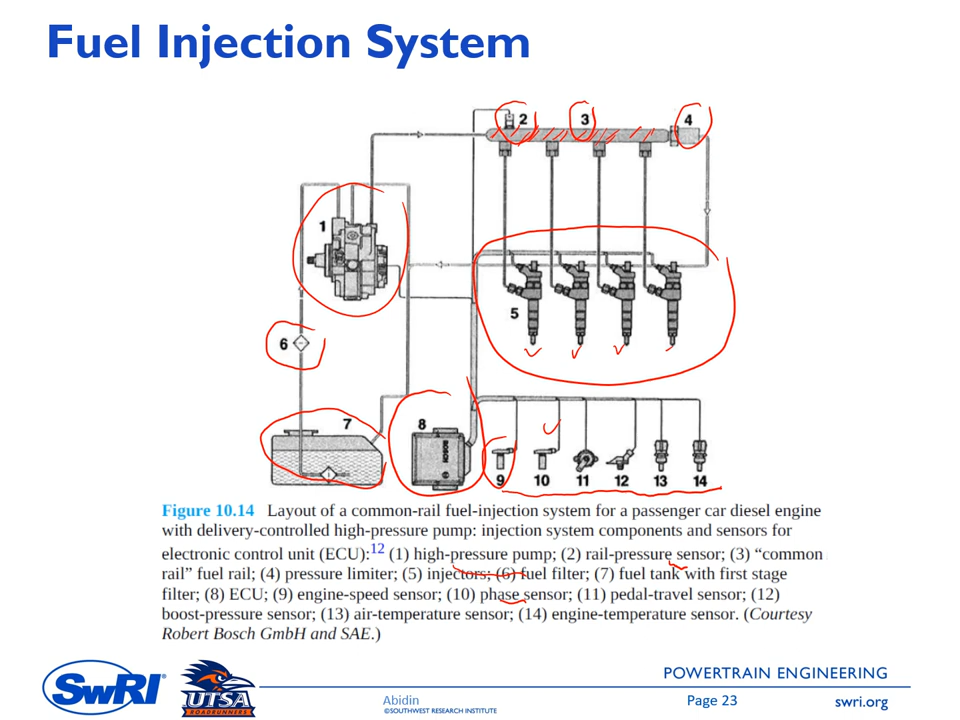 Fuel Injection System
2
3
4
1
5
6
7
8
BOSCH
9 10 11 12 13 14
Figure 10.14 Layout of a common-rail fuel-injection system for a passenger car diesel engine
with delivery-controlled high-pressure pump: injection system components and sensors for
electronic control unit (ECU):12 (1) high-pressure pump; (2) rail-pressure sensor; (3) “common
rail” fuel rail; (4) pressure limiter; (5) injectors; (6) fuel filter; (7) fuel tank with first stage
filter; (8) ECU; (9) engine-speed sensor; (10) phase sensor; (11) pedal-travel sensor; (12)
boost-pressure sensor; (13) air-temperature sensor; (14) engine-temperature sensor. (Courtesy
Robert Bosch GmbH and SAE.)
POWERTRAIN ENGINEERING
SwRI
UTSA
ROADRUNNERS
Abidin
©SOUTHWEST RESEARCH INSTITUTE
Page 23
swri.org